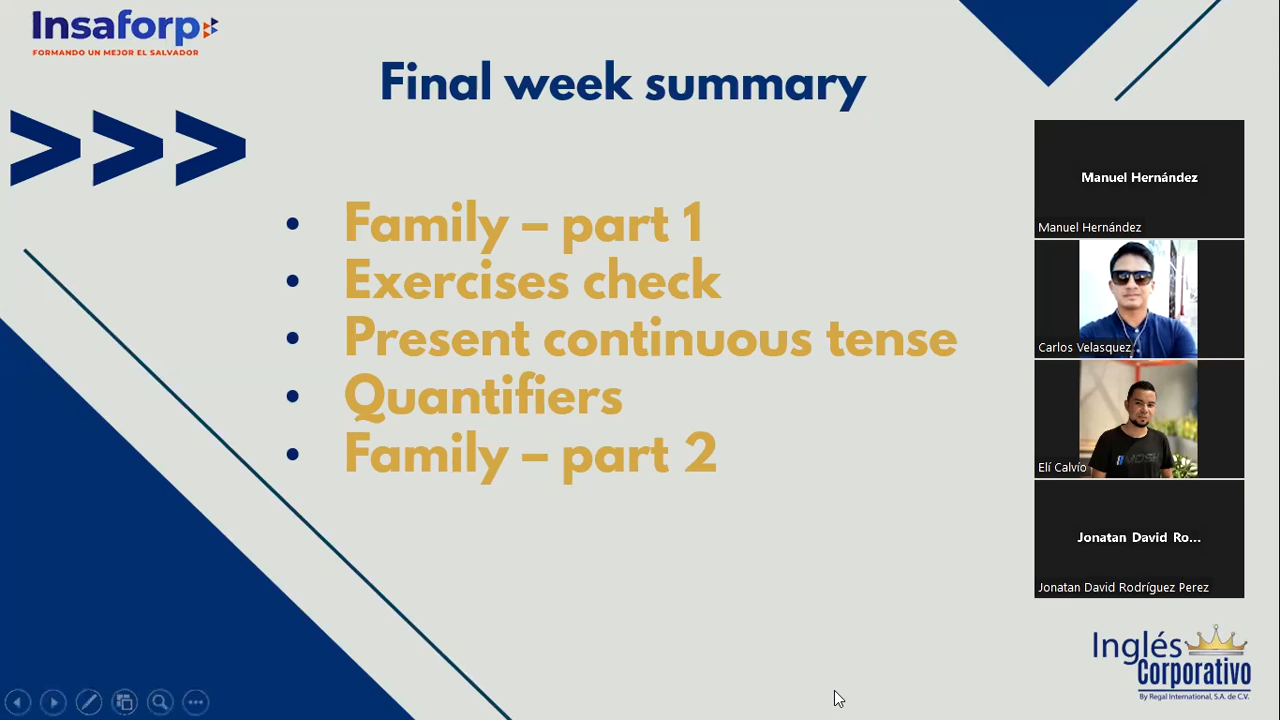 Insaforp
FORMANDO UN MEJOR EL SALVADOR
Final week summary
>>>
• Family – part 1
• Exercises check
• Present continuous tense
• Quantifiers
• Family – part 2
Manuel Hernández
Manuel Hernández
Carlos Velasquez
Elí Calvío
Jonatan David Ro...
Jonatan David Rodríguez Perez
Inglés
Corporativo
By Regal International, S.A. de C.V.